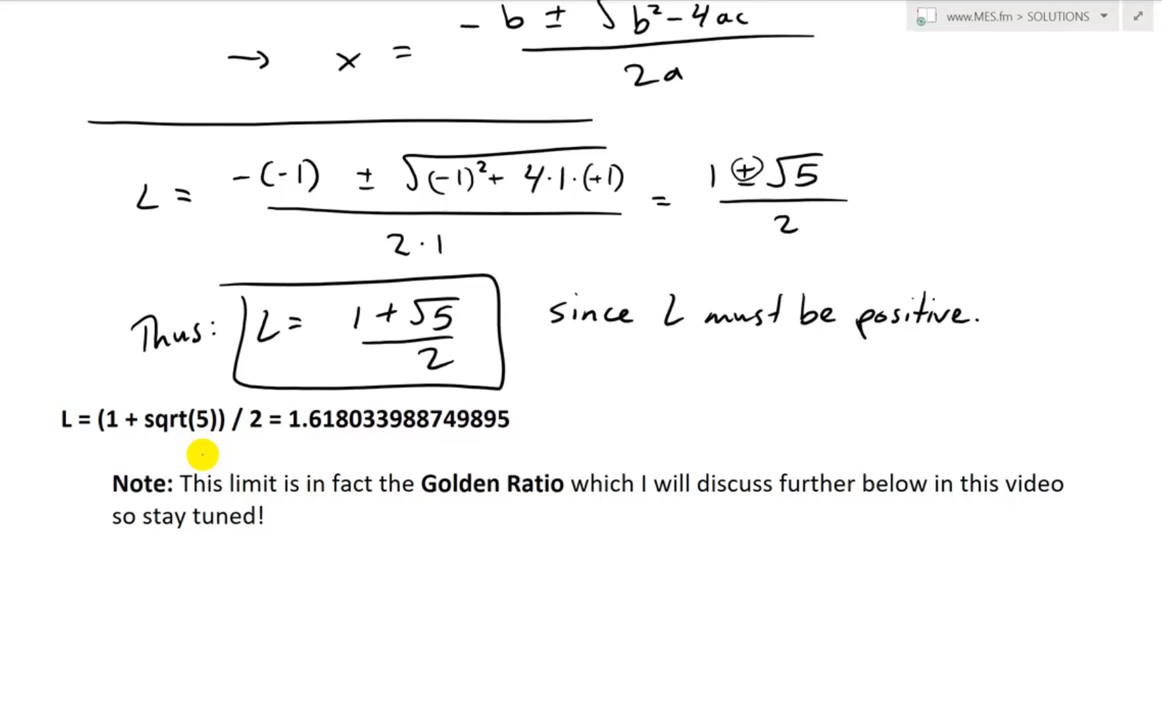 www.MES.fm > SOLUTIONS
→ x = (- b ± √b² - 4ac) / 2a
L = (-(-1) ± √(-1)² + 4·1·(+1)) / 2·1 = (1 ± √5) / 2
Thus: L = (1 + √5) / 2 since L must be positive.
L = (1 + sqrt(5)) / 2 = 1.618033988749895
Note: This limit is in fact the Golden Ratio which I will discuss further below in this video
so stay tuned!